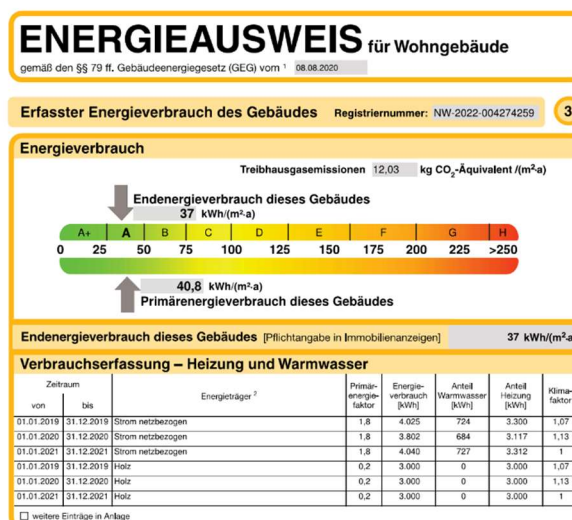 ENERGIEAUSWEIS für Wohngebäude
gemäß den §§ 79 ff. Gebäudeenergiegesetz (GEG) vom ¹ 08.08.2020
Erfasster Energieverbrauch des Gebäudes Registriernummer: NW-2022-004274259 3
Energieverbrauch
Treibhausgasemissionen 12,03 kg CO₂-Äquivalent /(m²·a)
Endenergieverbrauch dieses Gebäudes
37 kWh/(m²·a)
A+ A B C D E F G H
0 25 50 75 100 125 150 175 200 225 >250
40,8 kWh/(m²·a)
Primärenergieverbrauch dieses Gebäudes
Endenergieverbrauch dieses Gebäudes [Pflichtangabe in Immobilienanzeigen] 37 kWh/(m²·a
Verbrauchserfassung – Heizung und Warmwasser
Zeitraum
von bis
Energieträger ²
Primär-
energie-
faktor
Energie-
verbrauch
[kWh]
Anteil
Warmwasser
[kWh]
Anteil
Heizung
[kWh]
Klima-
faktor
01.01.2019 31.12.2019 Strom netzbezogen 1,8 4.025 724 3.300 1,07
01.01.2020 31.12.2020 Strom netzbezogen 1,8 3.802 684 3.117 1,13
01.01.2021 31.12.2021 Strom netzbezogen 1,8 4.040 727 3.312 1
01.01.2019 31.12.2019 Holz 0,2 3.000 0 3.000 1,07
01.01.2020 31.12.2020 Holz 0,2 3.000 0 3.000 1,13
01.01.2021 31.12.2021 Holz 0,2 3.000 0 3.000 1
weitere Einträge in Anlage